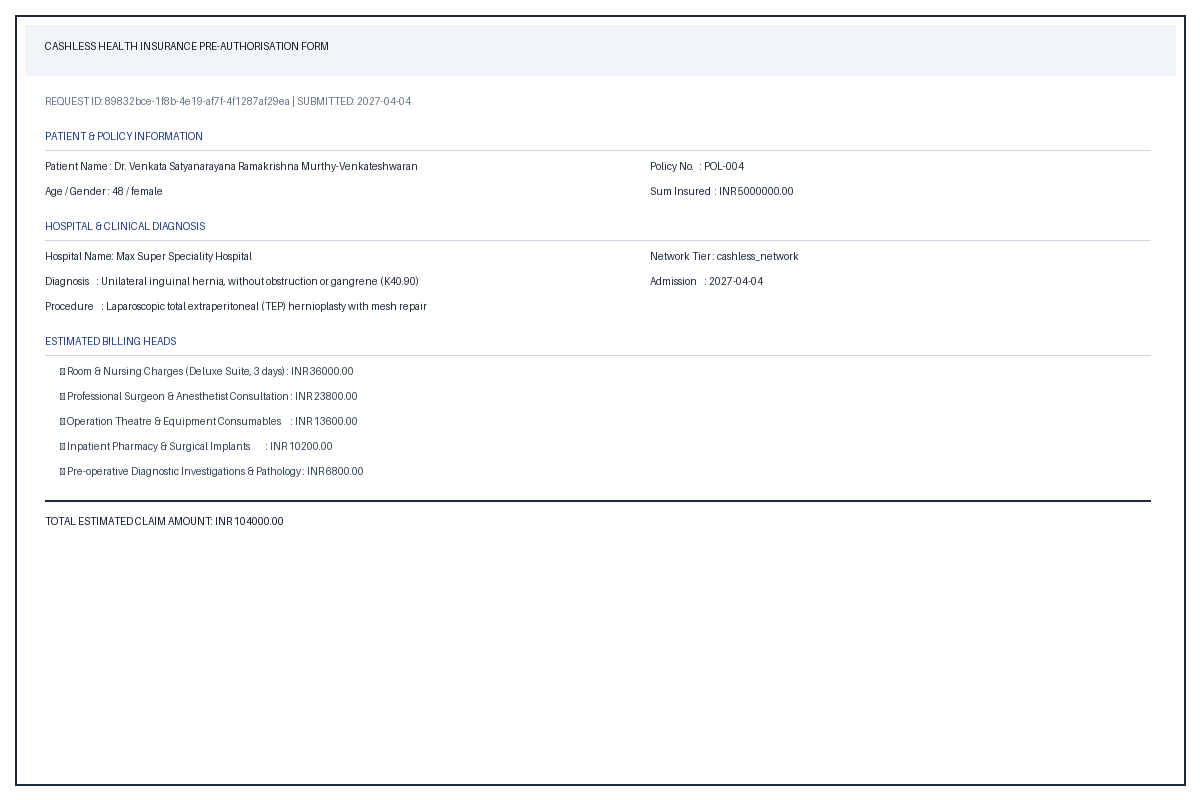 CASHLESS HEALTH INSURANCE PRE-AUTHORISATION FORM
REQUEST ID: 89832bce-1f8b-4e19-af7f-4f1287af29ea | SUBMITTED: 2027-04-04
PATIENT & POLICY INFORMATION
Patient Name : Dr. Venkata Satyanarayana Ramakrishna Murthy-Venkateshwaran Policy No. : POL-004
Age / Gender : 48 / female Sum Insured : INR 5000000.00
HOSPITAL & CLINICAL DIAGNOSIS
Hospital Name: Max Super Speciality Hospital Network Tier : cashless_network
Diagnosis : Unilateral inguinal hernia, without obstruction or gangrene (K40.90) Admission : 2027-04-04
Procedure : Laparoscopic total extraperitoneal (TEP) hernioplasty with mesh repair
ESTIMATED BILLING HEADS
Room & Nursing Charges (Deluxe Suite, 3 days) : INR 36000.00
Professional Surgeon & Anesthetist Consultation : INR 23800.00
Operation Theatre & Equipment Consumables : INR 13600.00
Inpatient Pharmacy & Surgical Implants : INR 10200.00
Pre-operative Diagnostic Investigations & Pathology : INR 6800.00
TOTAL ESTIMATED CLAIM AMOUNT: INR 104000.00